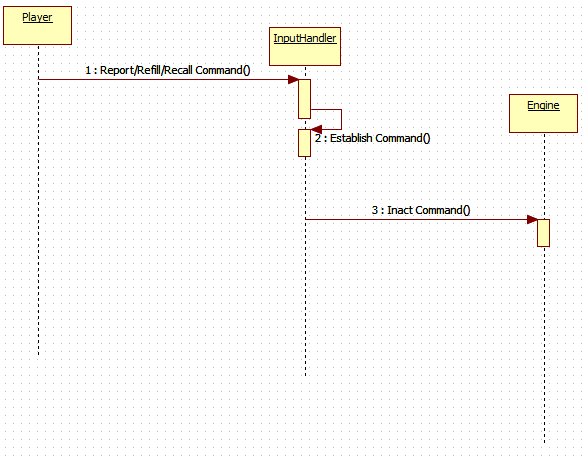 Player
InputHandler
1 : Report/Refill/Recall Command()
Engine
2 : Establish Command()
3 : Inact Command()